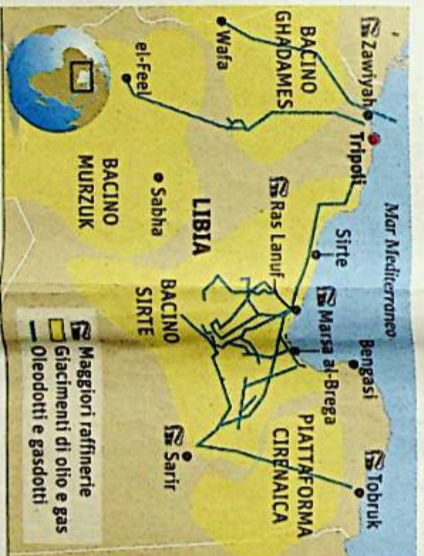 Mar Mediterraneo
Zawiyah
Tripoli
BACINO
GHADAMES
Wafa
el-Feel
Sirte
Bengasi
Tobruk
Ras Lanuf
Marsa al-Brega
PIATTAFORMA
CIRENAICA
LIBIA
Sabha
BACINO
SIRTE
Sarir
BACINO
MURZUK
Maggiori raffinerie
Giacimenti di olio e gas
Oleodotti e gasdotti